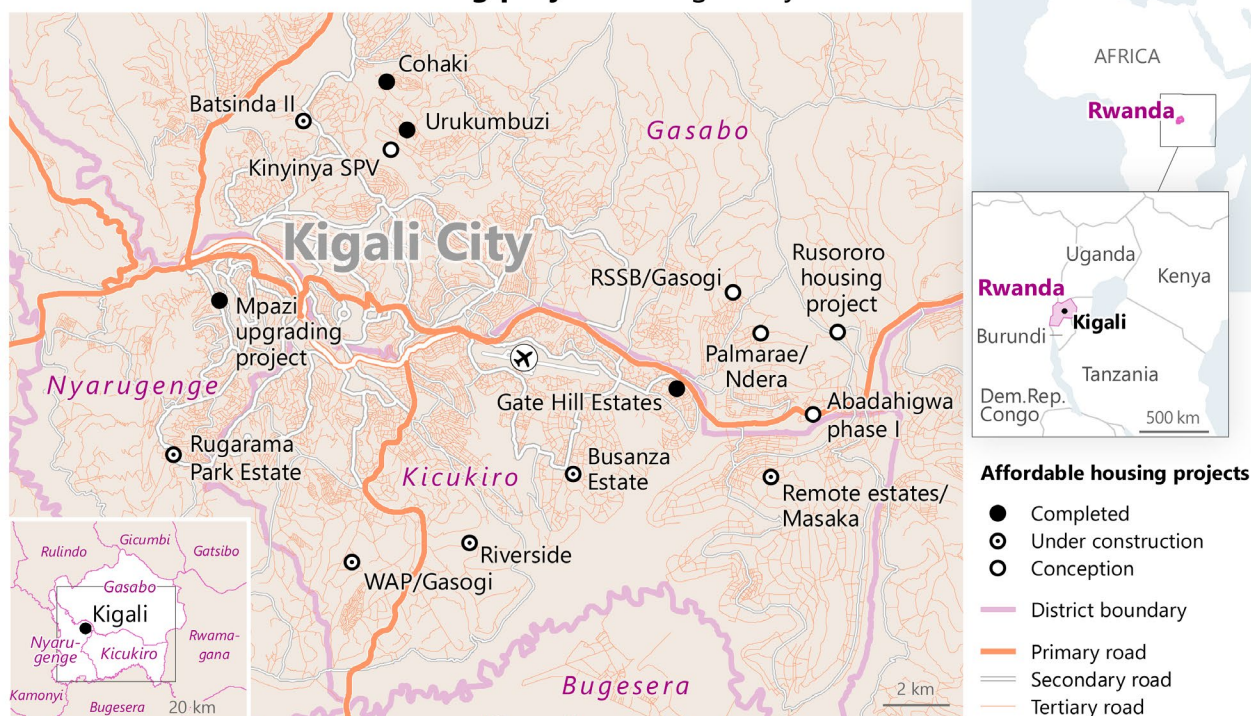 Cohaki
Batsinda II
Urukumbuzi
Kinyinya SPV
Gasabo
Kigali City
RSSB/Gasogi
Rusororo
housing
project
Mpazi
upgrading
project
Palmarae/
Ndera
Nyarugenge
Gate Hill Estates
Abadahigwa
phase I
Rugarama
Park Estate
Kicukiro
Busanza
Estate
Remote estates/
Masaka
Riverside
WAP/Gasogi
Bugesera
2 km
Rulindo
Gicumbi
Gatsibo
Gasabo
Kigali
Nyaru-
genge
Kicukiro
Rwama-
gana
Kamonyi
Bugesera
20 km
AFRICA
Rwanda
Uganda
Kenya
Rwanda
Kigali
Burundi
Tanzania
Dem.Rep.
Congo
500 km
Affordable housing projects
Completed
Under construction
Conception
District boundary
Primary road
Secondary road
Tertiary road